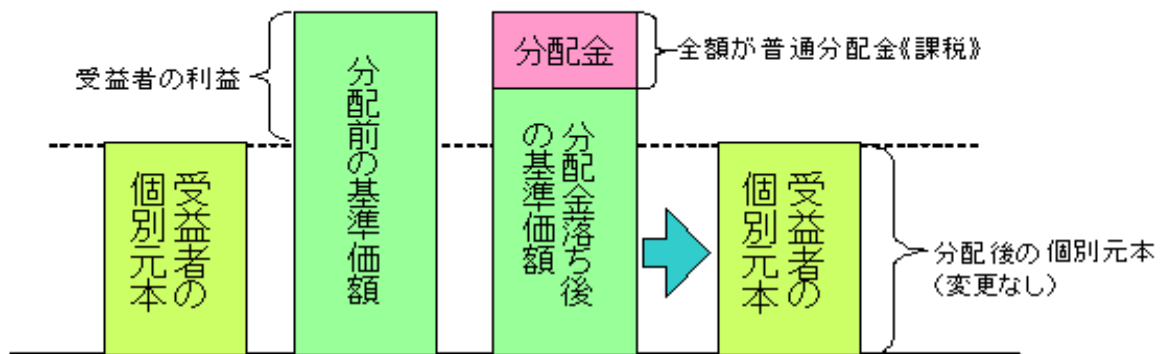 受益者の利益
分配前の基準価額
分配金
全額が普通分配金《課税》
分配金落ち後
の基準価額
受益者の
個別元本
受益者の
個別元本
分配後の個別元本
(変更なし)